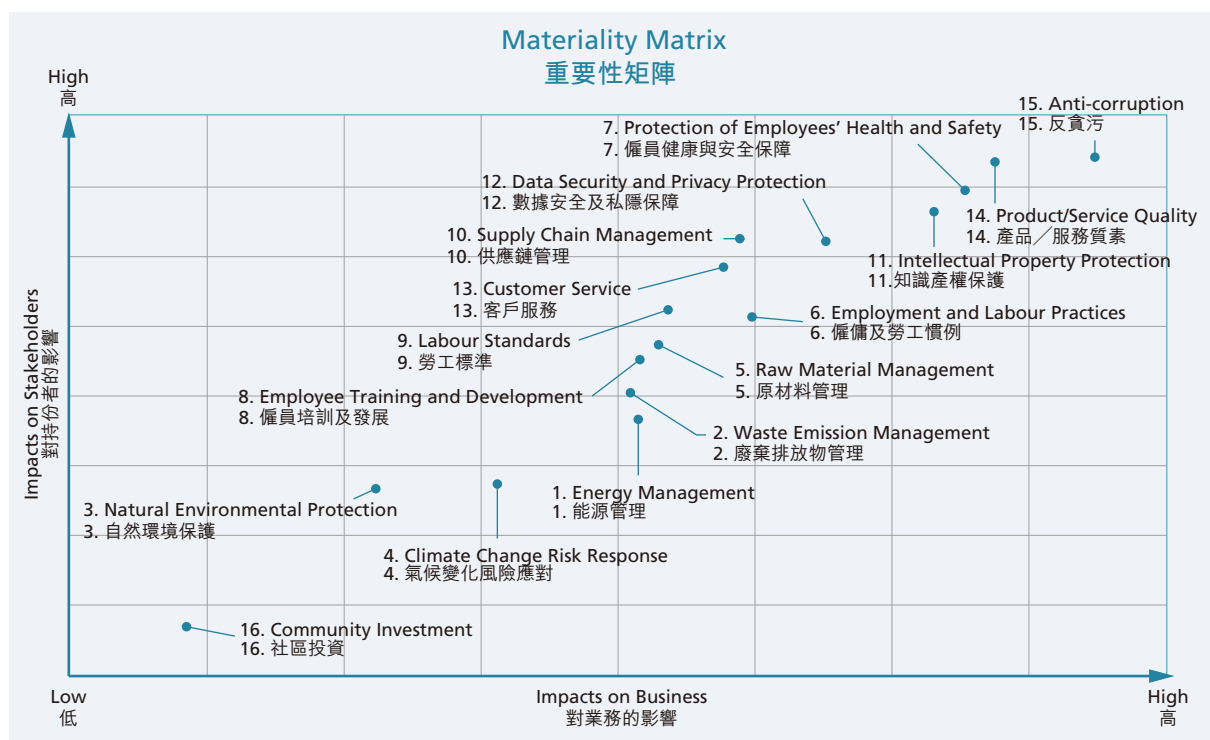 Materiality Matrix
重要性矩陣
High
高
15. Anti-corruption
15. 反貪污
7. Protection of Employees’ Health and Safety
7. 僱員健康與安全保障
12. Data Security and Privacy Protection
12. 數據安全及私隱保障
14. Product/Service Quality
14. 產品╱服務質素
10. Supply Chain Management
10. 供應鏈管理
11. Intellectual Property Protection
11.知識產權保護
13. Customer Service
13. 客戶服務
6. Employment and Labour Practices
6. 僱傭及勞工慣例
9. Labour Standards
9. 勞工標準
5. Raw Material Management
5. 原材料管理
8. Employee Training and Development
8. 僱員培訓及發展
2. Waste Emission Management
2. 廢棄排放物管理
1. Energy Management
1. 能源管理
3. Natural Environmental Protection
3. 自然環境保護
4. Climate Change Risk Response
4. 氣候變化風險應對
16. Community Investment
16. 社區投資
Impacts on Stakeholders
對持份者的影響
Low
低
Impacts on Business
對業務的影響
High
高